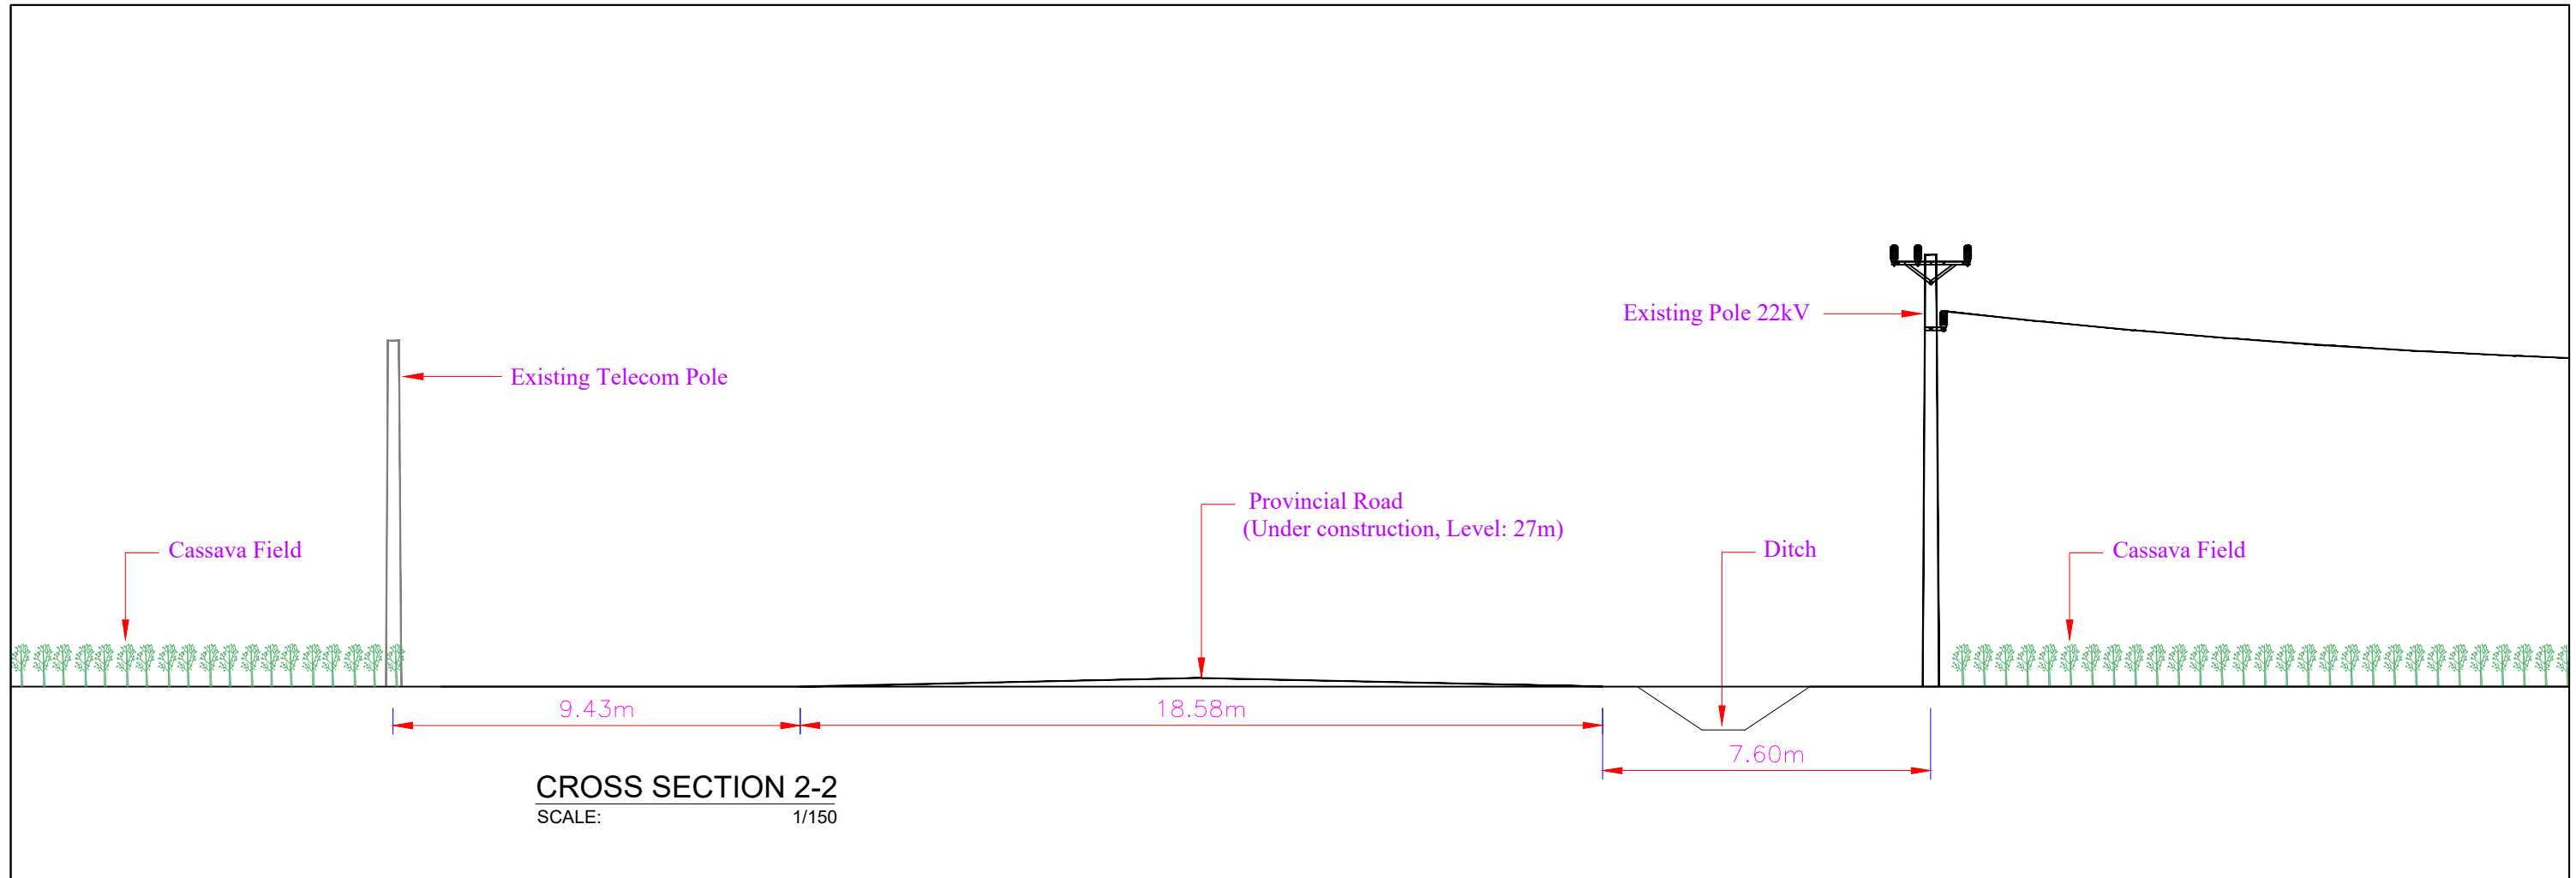 Existing Pole 22kV
Existing Telecom Pole
Provincial Road
(Under construction, Level: 27m)
Cassava Field
Ditch
Cassava Field
9.43m
18.58m
7.60m
CROSS SECTION 2-2
SCALE: 1/150